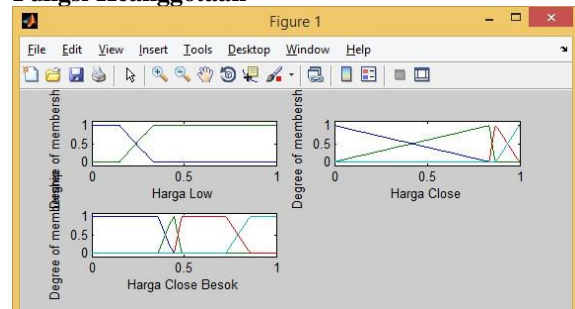 Fungsi Keanggotaan
Figure 1
File Edit View Insert Tools Desktop Window Help
Degree of membersh
1
0.5
0
0 0.5 1
Harga Low
Degree of membersh
1
0.5
0
0 0.5 1
Harga Close
Degree of membership
1
0.5
0
0 0.5 1
Harga Close Besok